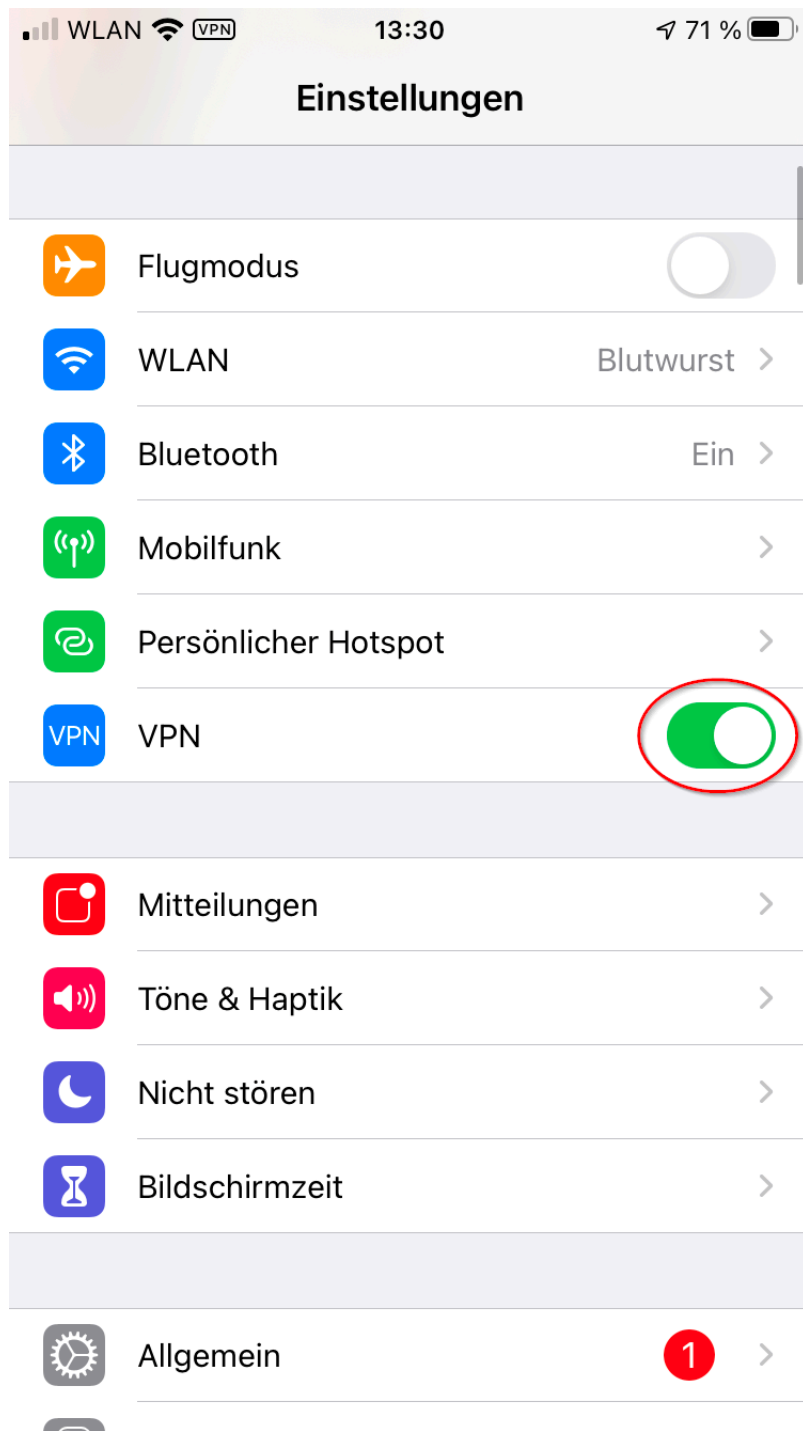 WLAN VPN 13:30 71 %
Einstellungen
Flugmodus
WLAN Blutwurst
Bluetooth Ein
Mobilfunk
Persönlicher Hotspot
VPN VPN
Mitteilungen
Töne & Haptik
Nicht stören
Bildschirmzeit
Allgemein 1